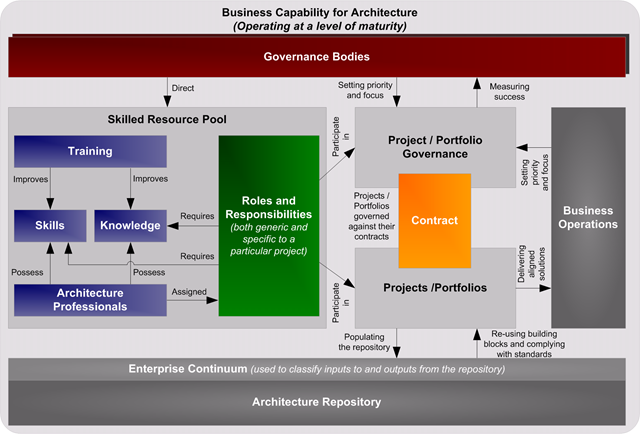 Business Capability for Architecture
(Operating at a level of maturity)
Governance Bodies
Direct
Setting priority
and focus
Measuring
success
Skilled Resource Pool
Training
Improves
Improves
Skills
Knowledge
Possess
Possess
Architecture
Professionals
Requires
Requires
Assigned
Roles and
Responsibilities
(both generic and
specific to a
particular project)
Participate
in
Participate
in
Project / Portfolio
Governance
Projects /
Portfolios
governed
against their
contracts
Contract
Projects /Portfolios
Setting
priority
and focus
Delivering
aligned
solutions
Business
Operations
Populating
the repository
Re-using building
blocks and complying
with standards
Enterprise Continuum (used to classify inputs to and outputs from the repository)
Architecture Repository